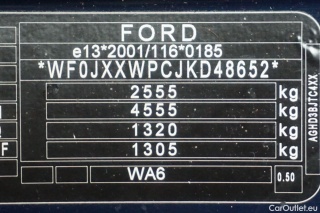 FORD
e13*2001/116*0185
*WF0JXXWPCJKD48652*
2555 kg
4555 kg
1320 kg
F 1305 kg
WA6
0.50
AGHD3BJTC4XX
CarOutlet.eu